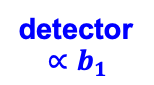 detector
∝ b₁